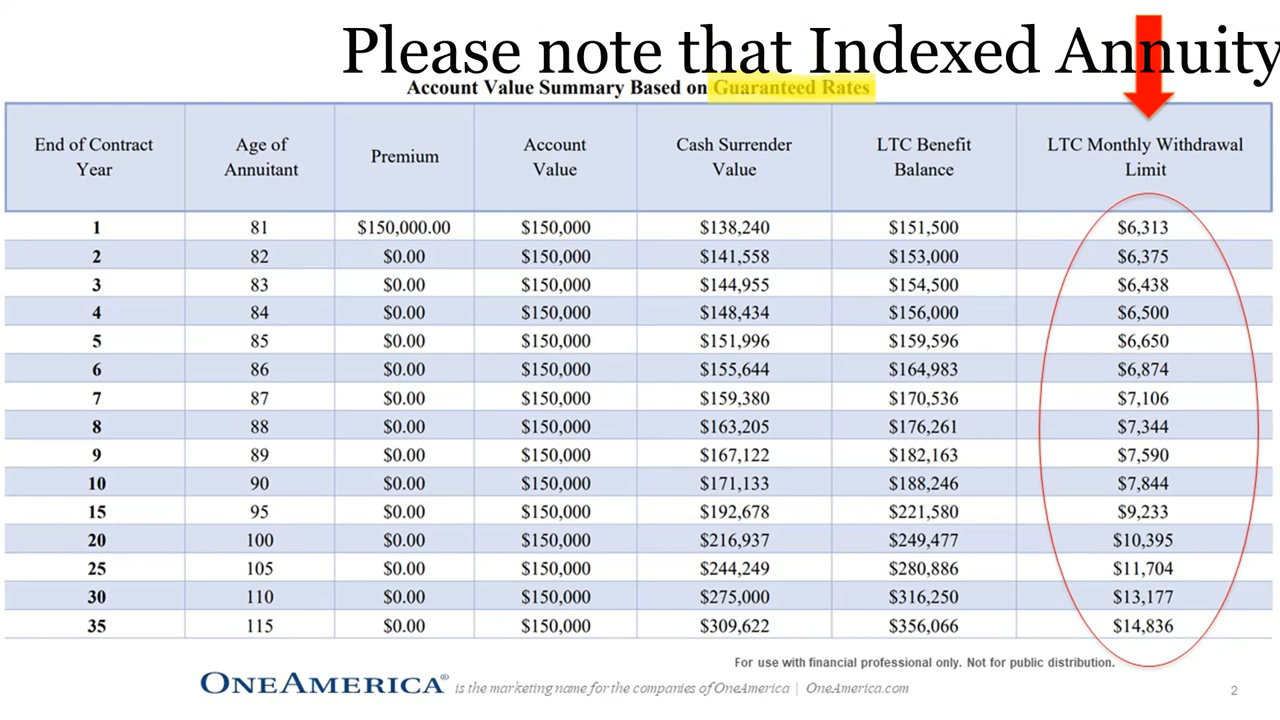 Please note that Indexed Annuity
Account Value Summary Based on Guaranteed Rates
End of Contract Year | Age of Annuitant | Premium | Account Value | Cash Surrender Value | LTC Benefit Balance | LTC Monthly Withdrawal Limit
1 | 81 | $150,000.00 | $150,000 | $138,240 | $151,500 | $6,313
2 | 82 | $0.00 | $150,000 | $141,558 | $153,000 | $6,375
3 | 83 | $0.00 | $150,000 | $144,955 | $154,500 | $6,438
4 | 84 | $0.00 | $150,000 | $148,434 | $156,000 | $6,500
5 | 85 | $0.00 | $150,000 | $151,996 | $159,596 | $6,650
6 | 86 | $0.00 | $150,000 | $155,644 | $164,983 | $6,874
7 | 87 | $0.00 | $150,000 | $159,380 | $170,536 | $7,106
8 | 88 | $0.00 | $150,000 | $163,205 | $176,261 | $7,344
9 | 89 | $0.00 | $150,000 | $167,122 | $182,163 | $7,590
10 | 90 | $0.00 | $150,000 | $171,133 | $188,246 | $7,844
15 | 95 | $0.00 | $150,000 | $192,678 | $221,580 | $9,233
20 | 100 | $0.00 | $150,000 | $216,937 | $249,477 | $10,395
25 | 105 | $0.00 | $150,000 | $244,249 | $280,886 | $11,704
30 | 110 | $0.00 | $150,000 | $275,000 | $316,250 | $13,177
35 | 115 | $0.00 | $150,000 | $309,622 | $356,066 | $14,836
For use with financial professional only. Not for public distribution.
ONEAMERICA® is the marketing name for the companies of OneAmerica | OneAmerica.com
2